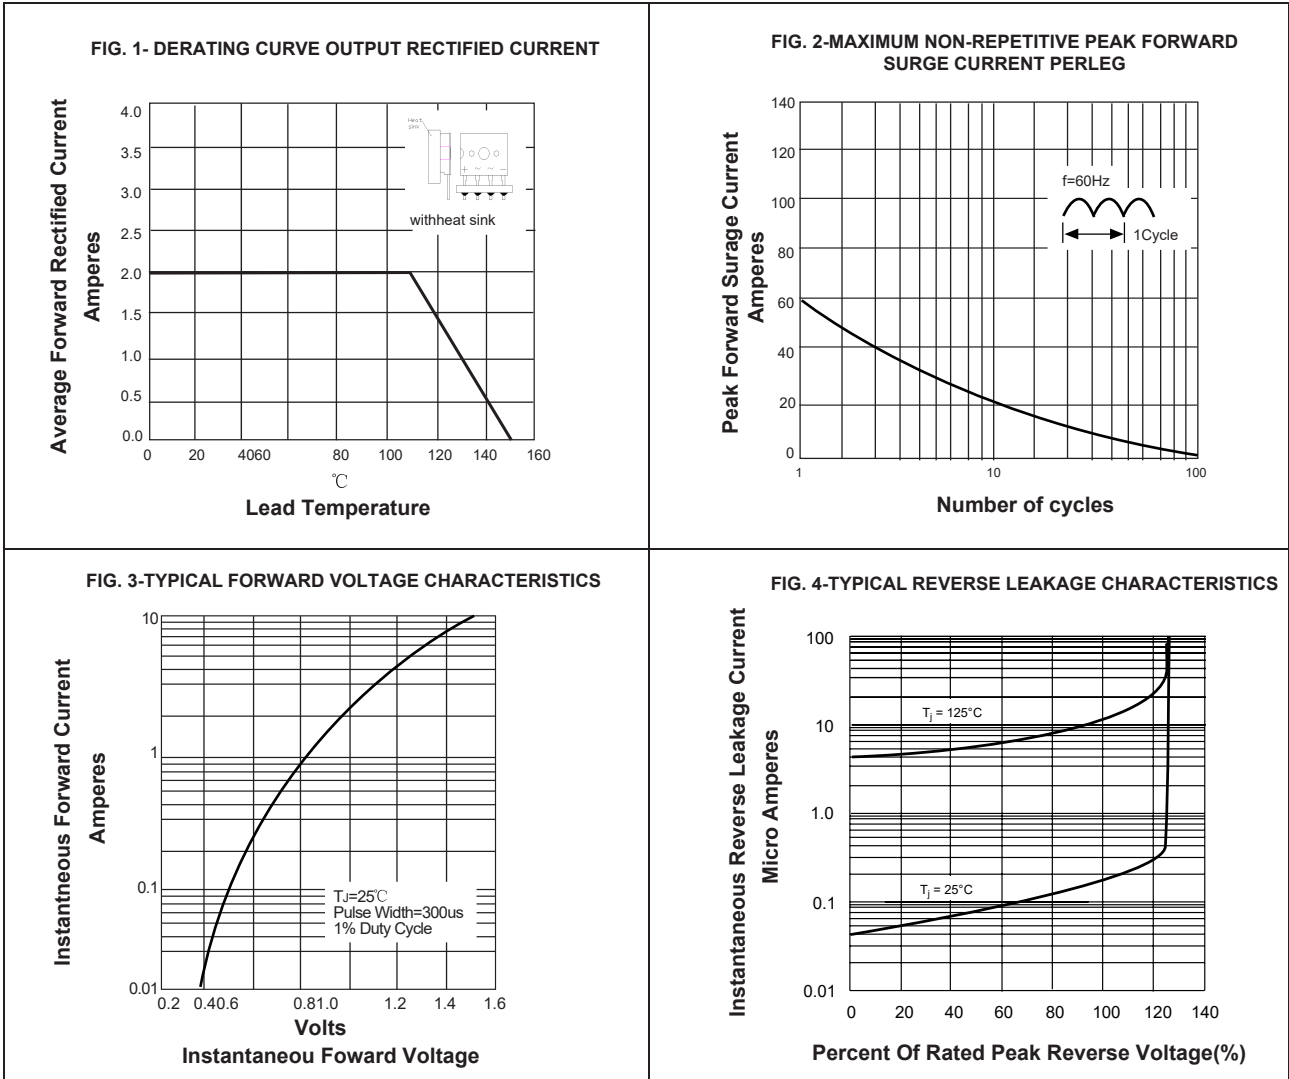 FIG. 1- DERATING CURVE OUTPUT RECTIFIED CURRENT
Average Forward Rectified Current
Amperes
4.0
3.5
3.0
2.5
2.0
1.5
1.0
0.5
0.0
Heat
sink
+ ~ ~ −
withheat sink
0 20 4060 80 100 120 140 160
℃
Lead Temperature
FIG. 2-MAXIMUM NON-REPETITIVE PEAK FORWARD
SURGE CURRENT PERLEG
Peak Forward Surage Current
Amperes
140
120
100
80
60
40
20
0
f=60Hz
1Cycle
1 10 100
Number of cycles
FIG. 3-TYPICAL FORWARD VOLTAGE CHARACTERISTICS
Instantneous Forward Current
Amperes
10
1
0.1
0.01
TJ=25℃
Pulse Width=300us
1% Duty Cycle
0.2 0.40.6 0.81.0 1.2 1.4 1.6
Volts
Instantaneou Foward Voltage
FIG. 4-TYPICAL REVERSE LEAKAGE CHARACTERISTICS
Instantaneous Reverse Leakage Current
Micro Amperes
100
10
1.0
0.1
0.01
Tj = 125°C
Tj = 25°C
0 20 40 60 80 100 120 140
Percent Of Rated Peak Reverse Voltage(%)